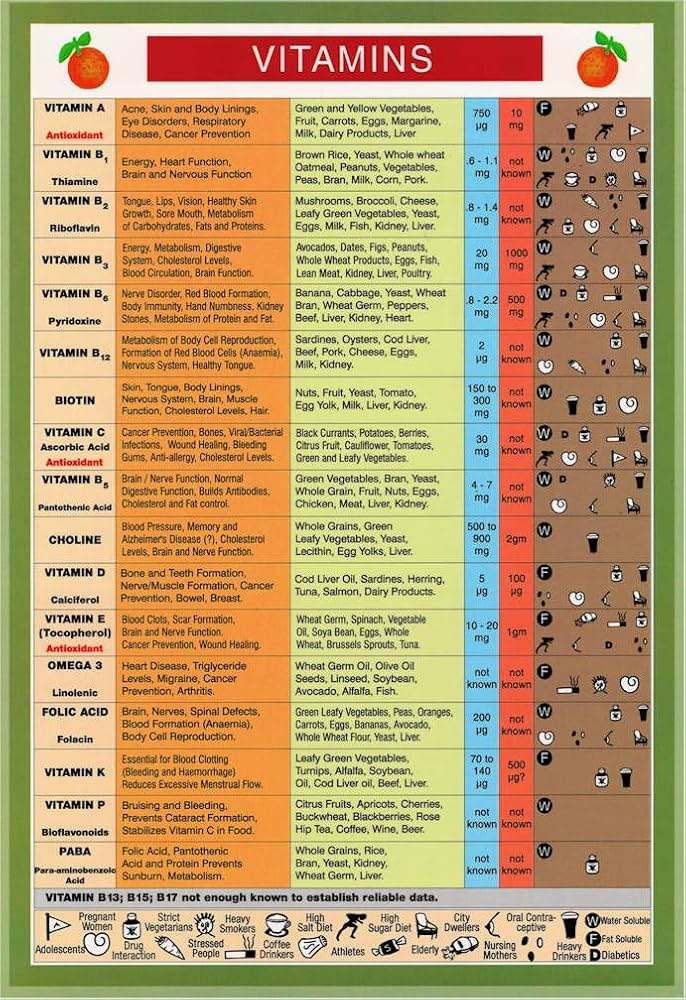 VITAMINS
VITAMIN A
Antioxidant
Acne, Skin and Body Linings,
Eye Disorders, Respiratory
Disease, Cancer Prevention
Green and Yellow Vegetables,
Fruit, Carrots, Eggs, Margarine,
Milk, Dairy Products, Liver
750
µg
10
mg
F
VITAMIN B1
Thiamine
Energy, Heart Function,
Brain and Nervous Function
Brown Rice, Yeast, Whole wheat
Oatmeal, Peanuts, Vegetables,
Peas, Bran, Milk, Corn, Pork.
.6 - 1.1
mg
not
known
W
D
VITAMIN B2
Riboflavin
Tongue, Lips, Vision, Healthy Skin
Growth, Sore Mouth, Metabolism
of Carbohydrates, Fats and Proteins.
Mushrooms, Broccoli, Cheese,
Leafy Green Vegetables, Yeast,
Eggs, Milk, Fish, Kidney, Liver.
.8 - 1.4
mg
not
known
W
VITAMIN B3
Energy, Metabolism, Digestive
System, Cholesterol Levels,
Blood Circulation, Brain Function.
Avocados, Dates, Figs, Peanuts,
Whole Wheat Products, Eggs, Fish,
Lean Meat, Kidney, Liver, Poultry.
20
mg
1000
mg
W
VITAMIN B6
Pyridoxine
Nerve Disorder, Red Blood Formation,
Body Immunity, Hand Numbness, Kidney
Stones, Metabolism of Protein and Fat.
Banana, Cabbage, Yeast, Wheat
Bran, Wheat Germ, Peppers,
Beef, Liver, Kidney, Heart.
.8 - 2.2
mg
500
mg
W D
VITAMIN B12
Metabolism of Body Cell Reproduction,
Formation of Red Blood Cells (Anaemia),
Nervous System, Healthy Tongue.
Sardines, Oysters, Cod Liver,
Beef, Pork, Cheese, Eggs,
Milk, Kidney.
2
µg
not
known
W
BIOTIN
Skin, Tongue, Body Linings,
Nervous System, Brain, Muscle
Function, Cholesterol Levels, Hair.
Nuts, Fruit, Yeast, Tomato,
Egg Yolk, Milk, Liver, Kidney.
150 to
300
mg
not
known
W
VITAMIN C
Ascorbic Acid
Antioxidant
Cancer Prevention, Bones, Viral/Bacterial
Infections, Wound Healing, Bleeding
Gums, Anti-allergy, Cholesterol Levels.
Black Currants, Potatoes, Berries,
Citrus Fruit, Cauliflower, Tomatoes,
Green and Leafy Vegetables.
30
mg
not
known
W D
VITAMIN B5
Pantothenic Acid
Brain / Nerve Function, Normal
Digestive Function, Builds Antibodies,
Cholesterol and Fat control.
Green Vegetables, Bran, Yeast,
Whole Grain, Fruit, Nuts, Eggs,
Chicken, Meat, Liver, Kidney.
4 - 7
mg
not
known
W
D
CHOLINE
Blood Pressure, Memory and
Alzheimer's Disease (?), Cholesterol
Levels, Brain and Nerve Function.
Whole Grains, Green
Leafy Vegetables, Yeast,
Lecithin, Egg Yolks, Liver.
500 to
900
mg
2gm
W
VITAMIN D
Calciferol
Bone and Teeth Formation,
Nerve/Muscle Formation, Cancer
Prevention, Bowel, Breast.
Cod Liver Oil, Sardines, Herring,
Tuna, Salmon, Dairy Products.
5
µg
100
µg
F
VITAMIN E
(Tocopherol)
Antioxidant
Blood Clots, Scar Formation,
Brain and Nerve Function.
Cancer Prevention, Wound Healing.
Wheat Germ, Spinach, Vegetable
Oil, Soya Bean, Eggs, Whole
Wheat, Brussels Sprouts, Tuna.
10 - 20
mg
1gm
F
D
OMEGA 3
Linolenic
Heart Disease, Triglyceride
Levels, Migraine, Cancer
Prevention, Arthritis.
Wheat Germ Oil, Olive Oil
Seeds, Linseed, Soybean,
Avocado, Alfalfa, Fish.
not
known
not
known
F
FOLIC ACID
Folacin
Brain, Nerves, Spinal Defects,
Blood Formation (Anaemia),
Body Cell Reproduction.
Green Leafy Vegetables, Peas, Oranges,
Carrots, Eggs, Bananas, Avocado,
Whole Wheat Flour, Yeast, Liver.
200
µg
not
known
W
VITAMIN K
Essential for Blood Clotting
(Bleeding and Haemorrhage)
Reduces Excessive Menstrual Flow.
Leafy Green Vegetables,
Turnips, Alfalfa, Soybean,
Oil, Cod Liver oil, Beef, Liver.
70 to
140
µg
500
µg?
F
VITAMIN P
Bioflavonoids
Bruising and Bleeding,
Prevents Cataract Formation,
Stabilizes Vitamin C in Food.
Citrus Fruits, Apricots, Cherries,
Buckwheat, Blackberries, Rose
Hip Tea, Coffee, Wine, Beer.
not
known
not
known
W
PABA
Para-aminobenzoic
Acid
Folic Acid, Pantothenic
Acid and Protein Prevents
Sunburn, Metabolism.
Whole Grains, Rice,
Bran, Yeast, Kidney,
Wheat Germ, Liver.
not
known
not
known
W
VITAMIN B13; B15; B17 not enough known to establish reliable data.
Adolescents
Pregnant
Women
Drug
Interaction
Strict
Vegetarians
Stressed
People
Heavy
Smokers
Coffee
Drinkers
High
Salt Diet
Athletes
High
Sugar Diet
Elderly
City
Dwellers
Nursing
Mothers
Oral Contra-
ceptive
Heavy
Drinkers
W Water Soluble
F Fat Soluble
D Diabetics